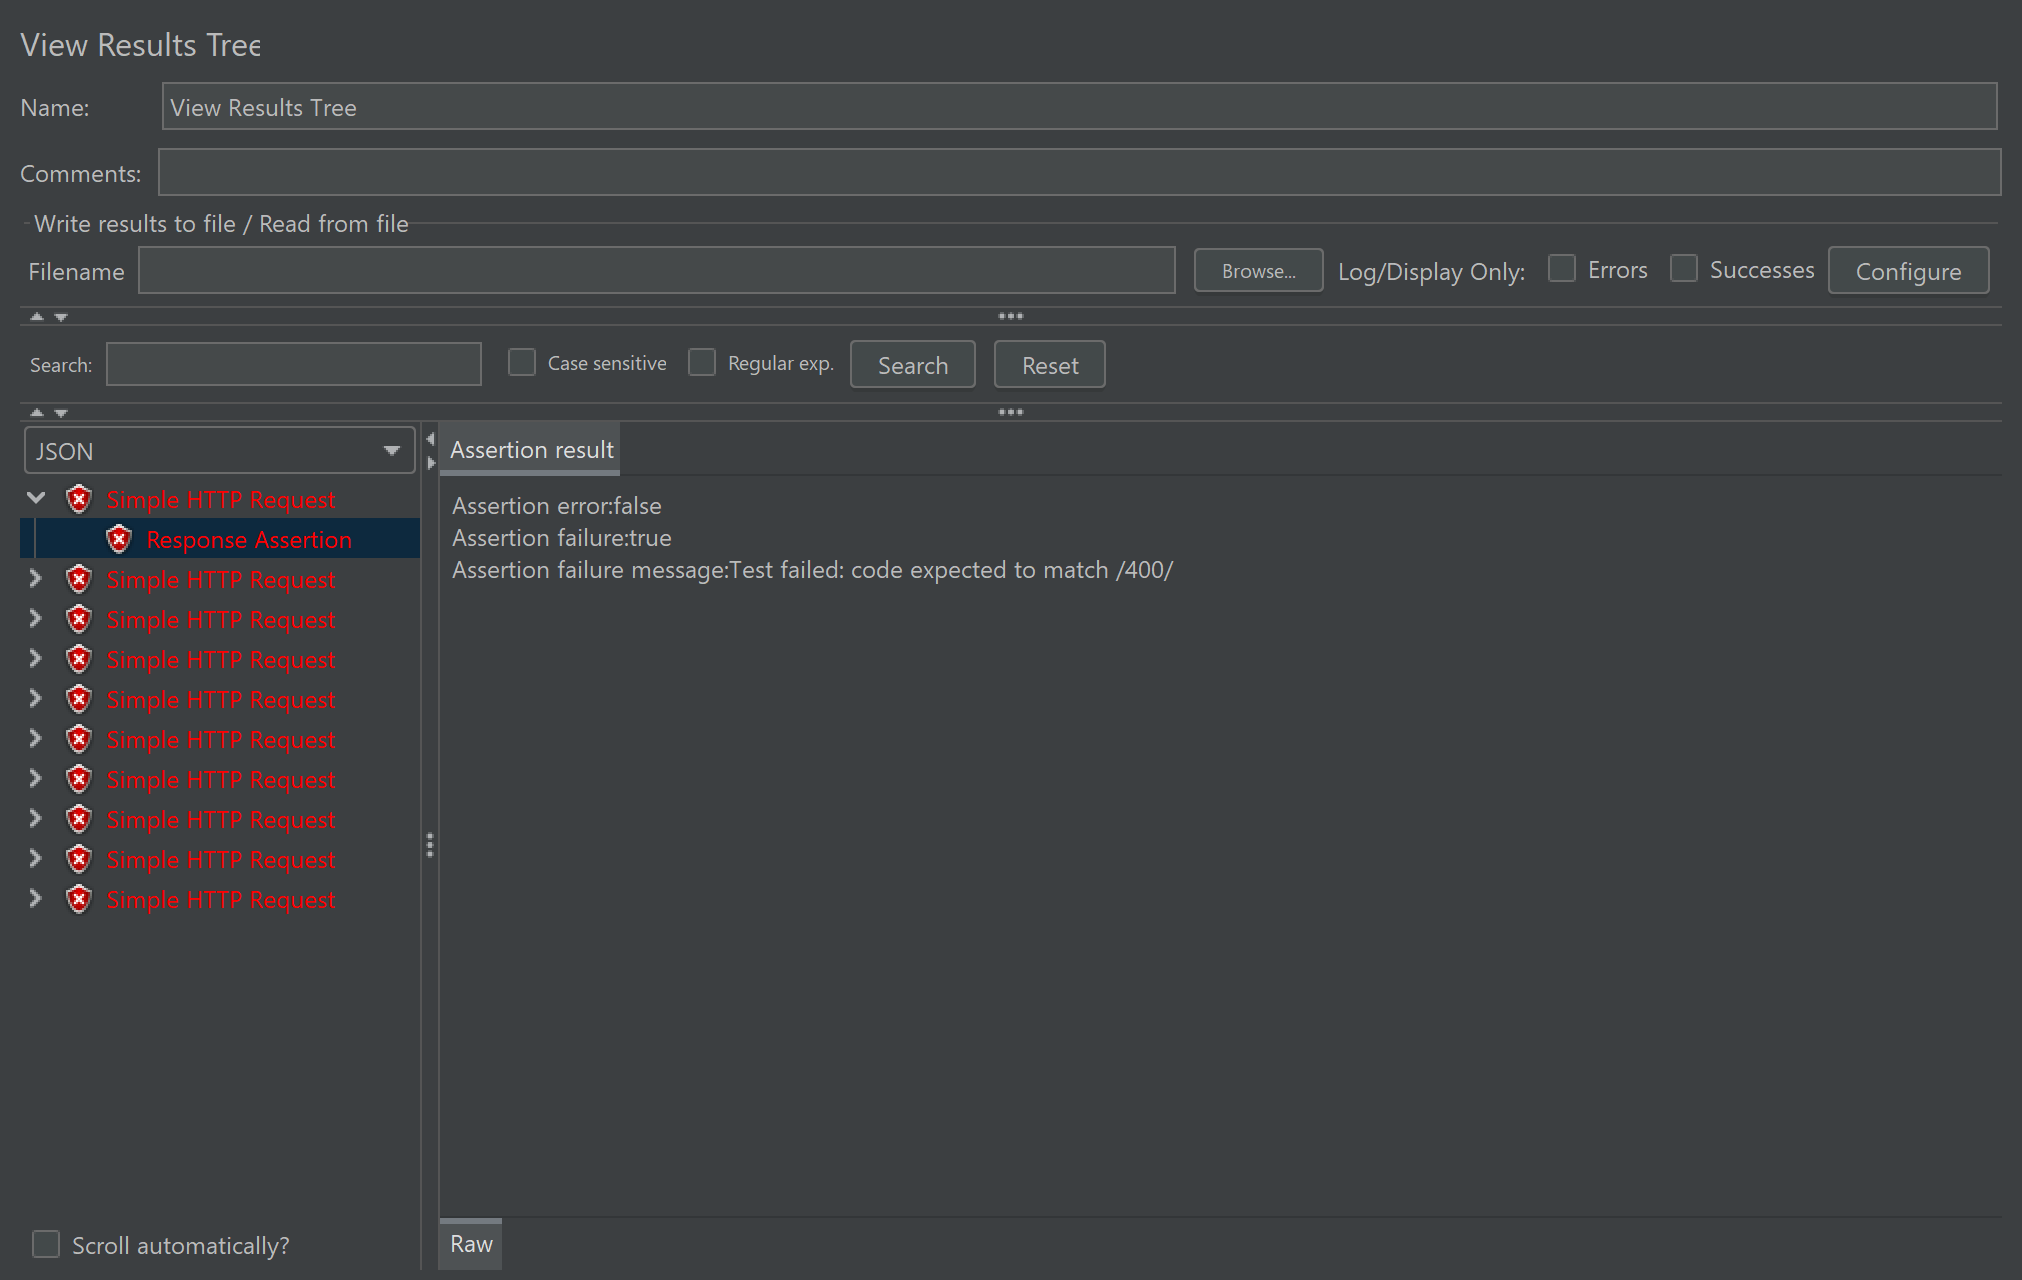 View Results Tree
Name: View Results Tree
Comments:
Write results to file / Read from file
Filename Browse... Log/Display Only: Errors Successes Configure
Search: Case sensitive Regular exp. Search Reset
JSON
Simple HTTP Request
Response Assertion
Simple HTTP Request
Simple HTTP Request
Simple HTTP Request
Simple HTTP Request
Simple HTTP Request
Simple HTTP Request
Simple HTTP Request
Simple HTTP Request
Simple HTTP Request
Scroll automatically?
Assertion result
Assertion error:false
Assertion failure:true
Assertion failure message:Test failed: code expected to match /400/
Raw